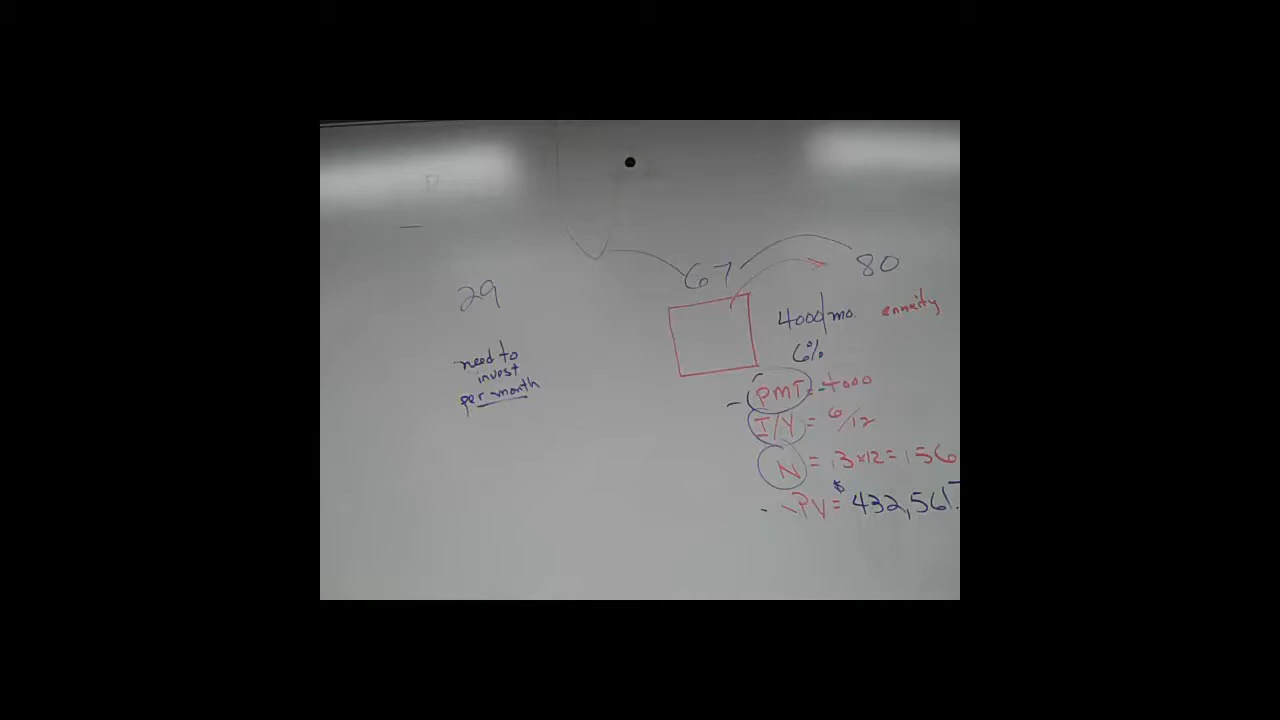 67
80
29
4000/mo. annuity
6%
need to
invest
per month
- PMT = -4000
I/Y = 6/12
N = 13x12 = 156
- PV = $432,561.